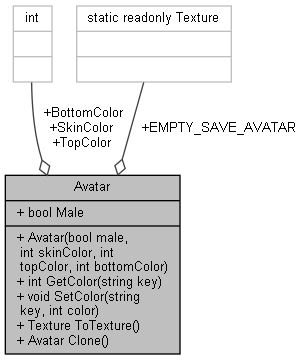 int
static readonly Texture
+BottomColor
+SkinColor
+TopColor
+EMPTY_SAVE_AVATAR
Avatar
+ bool Male
+ Avatar(bool male,
int skinColor, int
topColor, int bottomColor)
+ int GetColor(string key)
+ void SetColor(string
key, int color)
+ Texture ToTexture()
+ Avatar Clone()